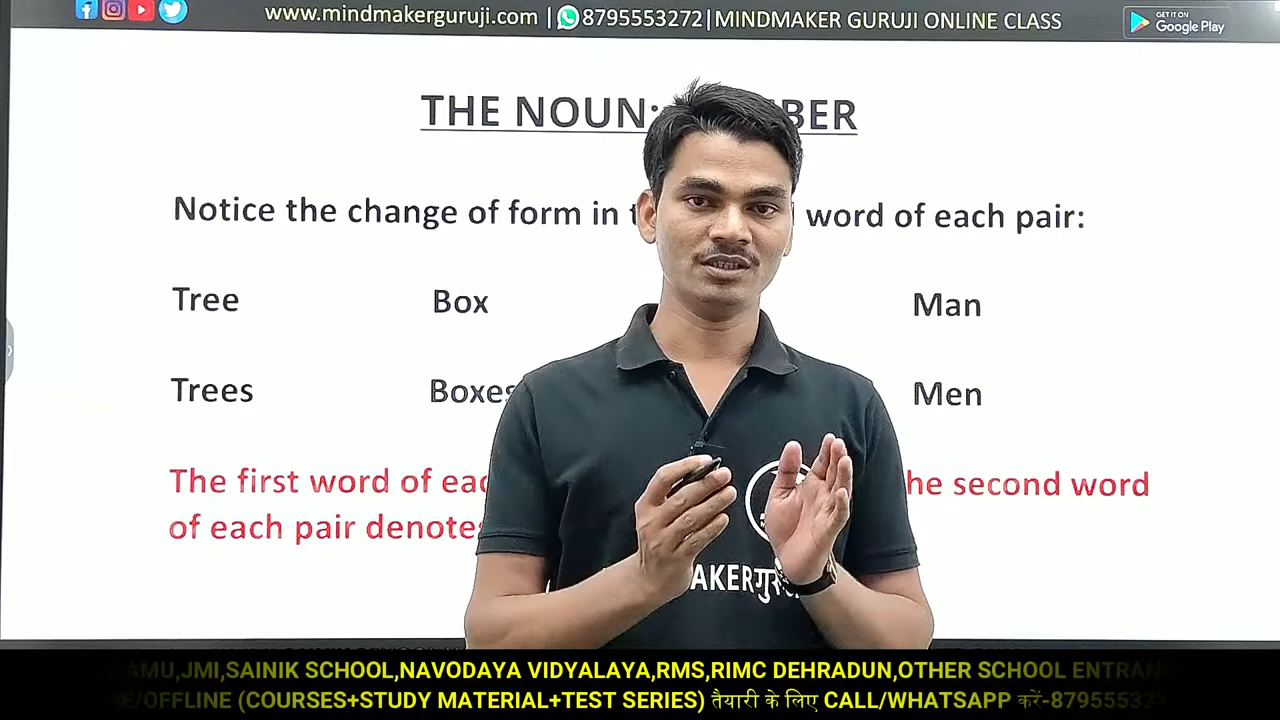 www.mindmakerguruji.com | 8795553272|MINDMAKER GURUJI ONLINE CLASS
GET IT ON
Google Play
THE NOUN: BER
Notice the change of form in word of each pair:
Tree Box Man
Trees Boxes Men
The first word of each he second word
of each pair denotes
AKERगुरु
AMU,JMI,SAINIK SCHOOL,NAVODAYA VIDYALAYA,RMS,RIMC DEHRADUN,OTHER SCHOOL ENTRAN
E/OFFLINE (COURSES+STUDY MATERIAL+TEST SERIES) तैयारी के लिए CALL/WHATSAPP करें-87955532